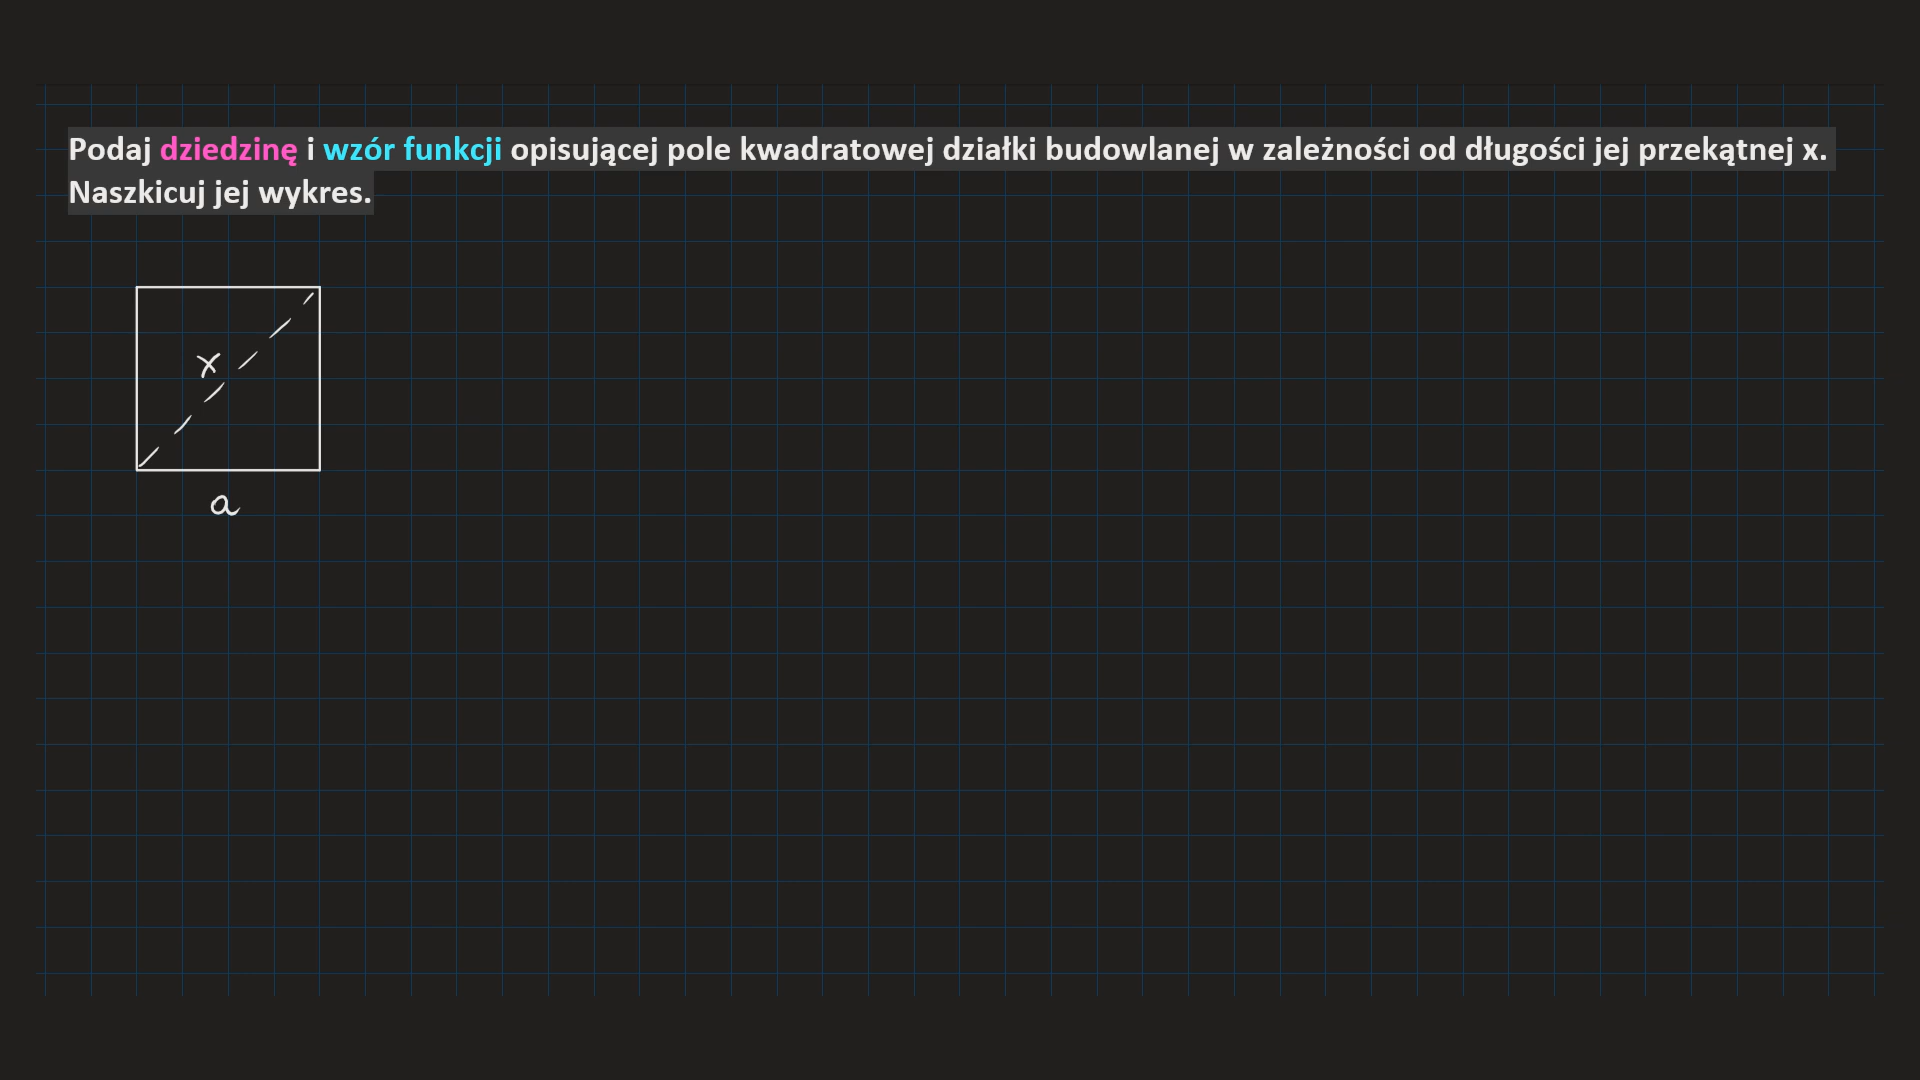 Podaj dziedzinę i wzór funkcji opisującej pole kwadratowej działki budowlanej w zależności od długości jej przekątnej x.
Naszkicuj jej wykres.
x
a